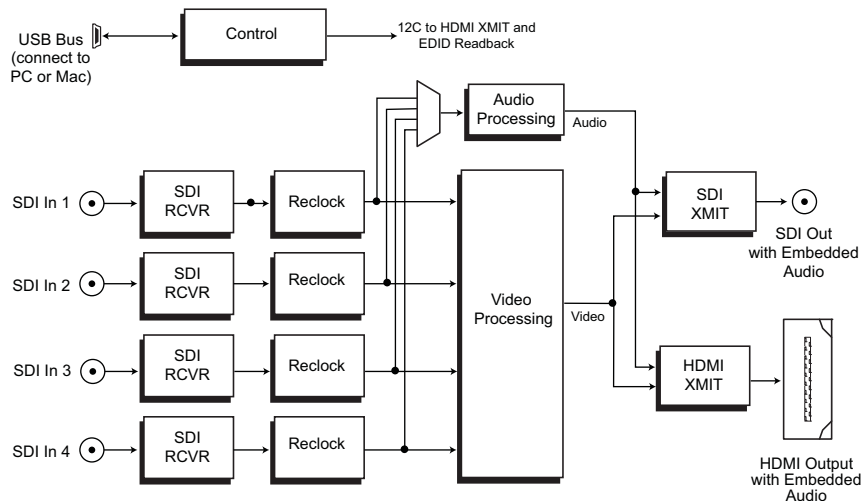 USB Bus
(connect to
PC or Mac)
Control
12C to HDMI XMIT and
EDID Readback
Audio
Processing
Audio
SDI In 1
SDI
RCVR
Reclock
SDI
XMIT
SDI Out
with Embedded
Audio
SDI In 2
SDI
RCVR
Reclock
Video
Processing
Video
SDI In 3
SDI
RCVR
Reclock
HDMI
XMIT
SDI In 4
SDI
RCVR
Reclock
HDMI Output
with Embedded
Audio